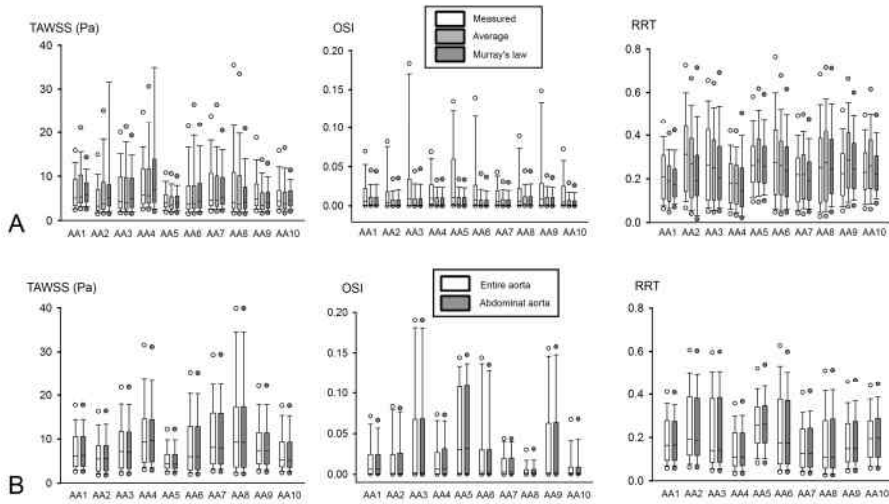 TAWSS (Pa)
OSI
RRT
Measured
Average
Murray's law
40
30
20
10
0
0.20
0.15
0.10
0.05
0.00
0.8
0.6
0.4
0.2
0.0
A
AA1 AA2 AA3 AA4 AA5 AA6 AA7 AA8 AA9 AA10
AA1 AA2 AA3 AA4 AA5 AA6 AA7 AA8 AA9 AA10
AA1 AA2 AA3 AA4 AA5 AA6 AA7 AA8 AA9 AA10
TAWSS (Pa)
OSI
RRT
Entire aorta
Abdominal aorta
40
30
20
10
0
0.20
0.15
0.10
0.05
0.00
0.8
0.6
0.4
0.2
0.0
B
AA1 AA2 AA3 AA4 AA5 AA6 AA7 AA8 AA9 AA10
AA1 AA2 AA3 AA4 AA5 AA6 AA7 AA8 AA9 AA10
AA1 AA2 AA3 AA4 AA5 AA6 AA7 AA8 AA9 AA10